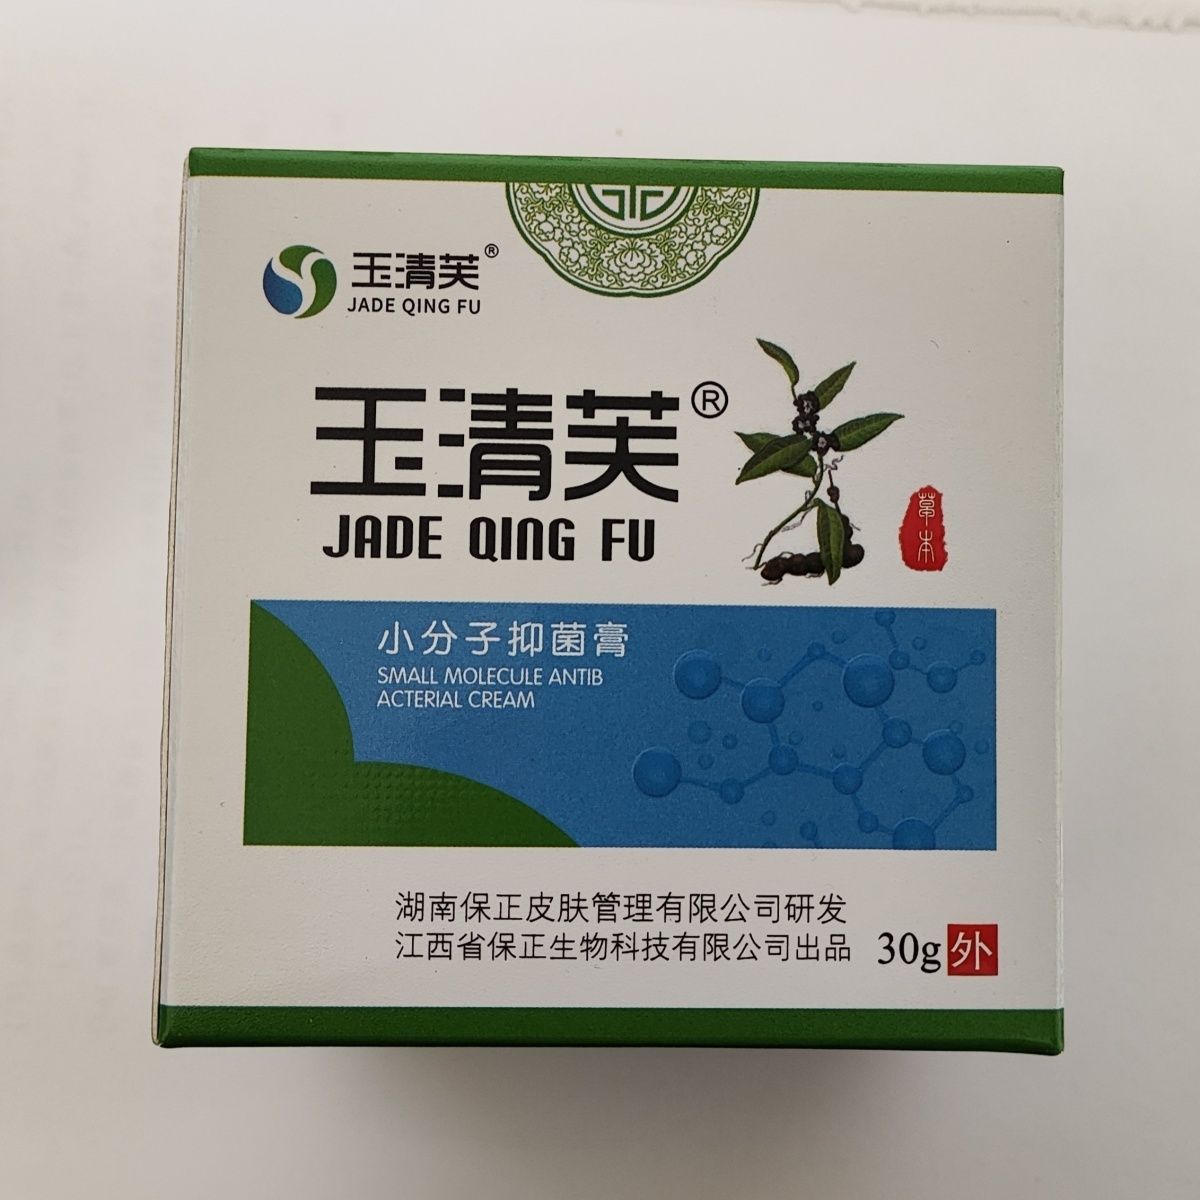 玉清芙®
JADE QING FU
玉清芙®
JADE QING FU
草本
小分子抑菌膏
SMALL MOLECULE ANTIB
ACTERIAL CREAM
湖南保正皮肤管理有限公司研发
江西省保正生物科技有限公司出品 30g 外